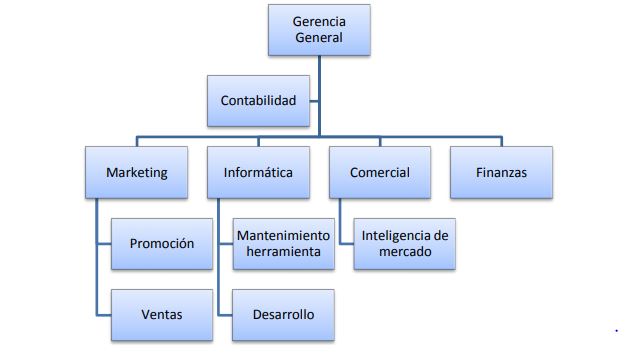 Gerencia
General
Contabilidad
Marketing
Informática
Comercial
Finanzas
Promoción
Mantenimiento
herramienta
Inteligencia de
mercado
Ventas
Desarrollo
.